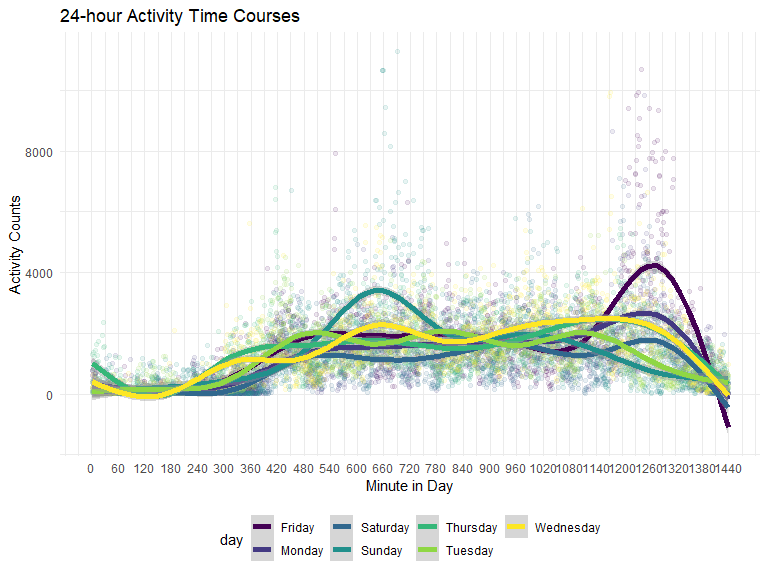 24-hour Activity Time Courses
8000
4000
0
Activity Counts
0 60 120 180 240 300 360 420 480 540 600 660 720 780 840 900 960 1020 1080 1140 1200 1260 1320 1380 1440
Minute in Day
day
Friday Saturday Thursday Wednesday
Monday Sunday Tuesday